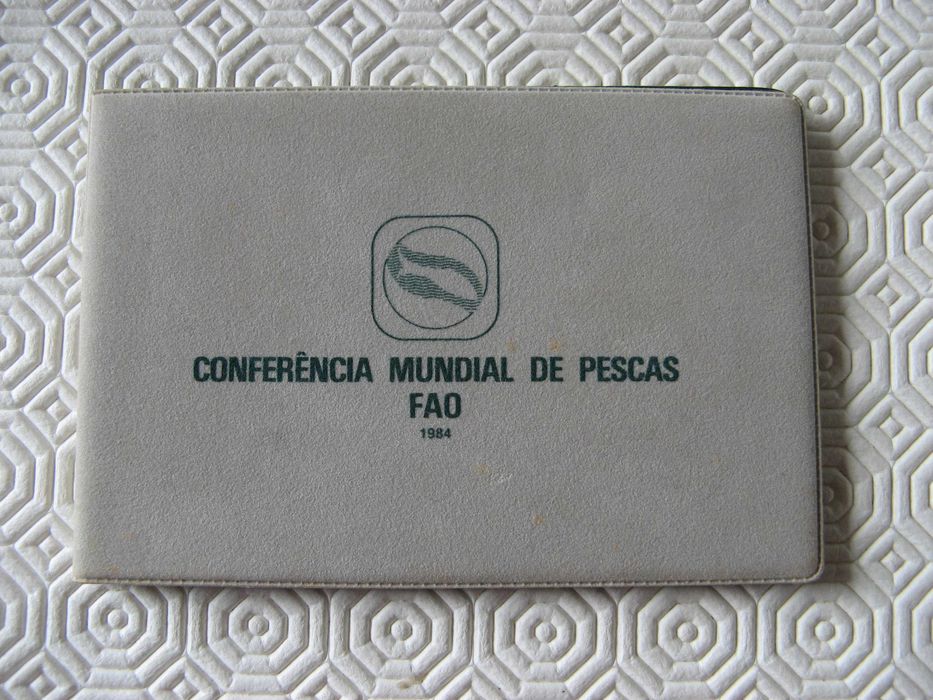 CONFERÊNCIA MUNDIAL DE PESCAS
FAO
1984